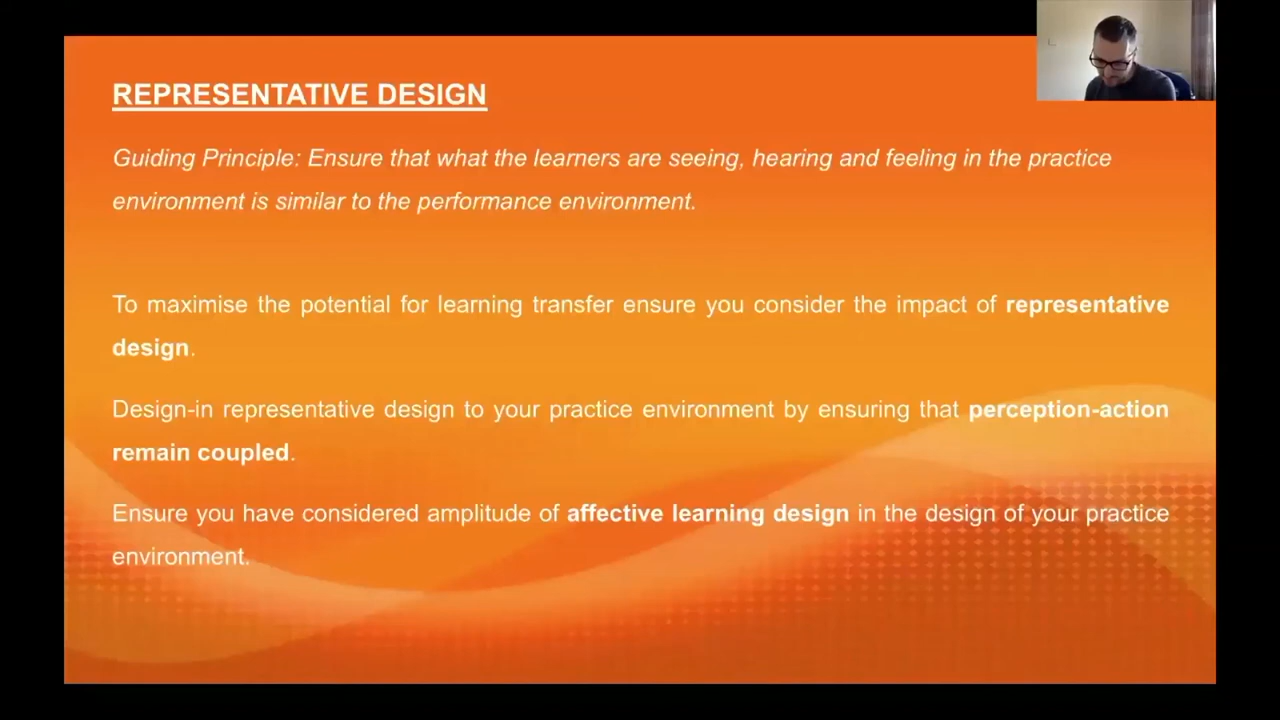 REPRESENTATIVE DESIGN
Guiding Principle: Ensure that what the learners are seeing, hearing and feeling in the practice
environment is similar to the performance environment.
To maximise the potential for learning transfer ensure you consider the impact of representative
design.
Design-in representative design to your practice environment by ensuring that perception-action
remain coupled.
Ensure you have considered amplitude of affective learning design in the design of your practice
environment.